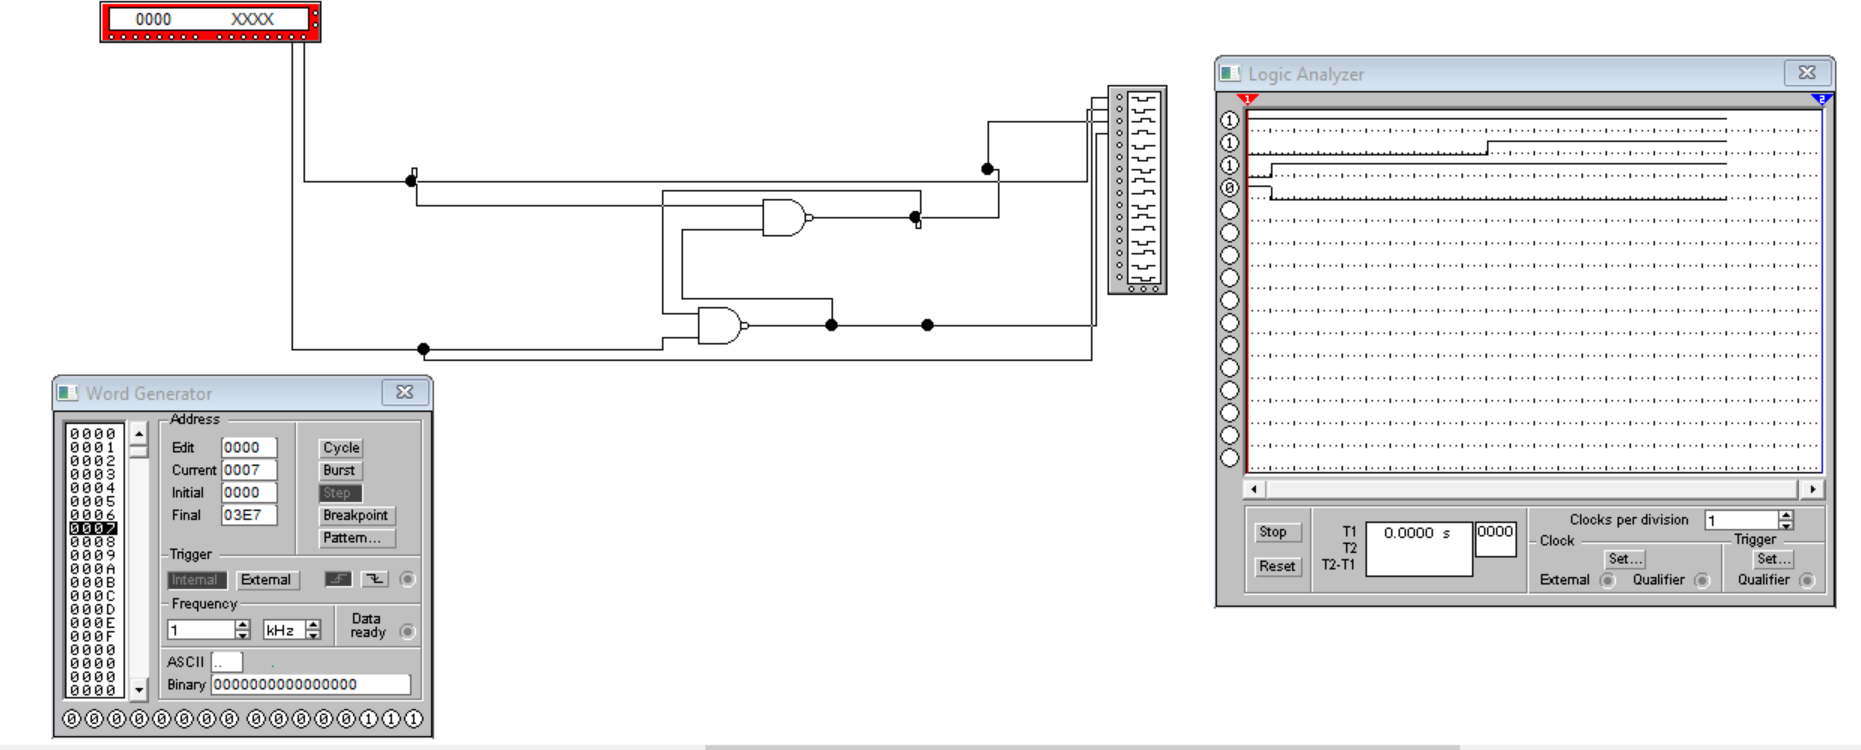 0000 XXXX
Logic Analyzer
1
2
1
1
1
0
Stop
Reset
T1
T2
T2-T1
0.0000 s
0000
Clocks per division 1
Clock
Set...
External
Qualifier
Trigger
Set...
Qualifier
Word Generator
0000
0001
0002
0003
0004
0005
0006
0007
0008
0009
000A
000B
000C
000D
000E
000F
0000
0000
0000
0000
Address
Edit 0000
Current 0007
Initial 0000
Final 03E7
Cycle
Burst
Step
Breakpoint
Pattern...
Trigger
Internal
External
Frequency
1
kHz
Data
ready
ASCII ..
Binary 0000000000000000
0 0 0 0 0 0 0 0 0 0 0 0 0 1 1 1